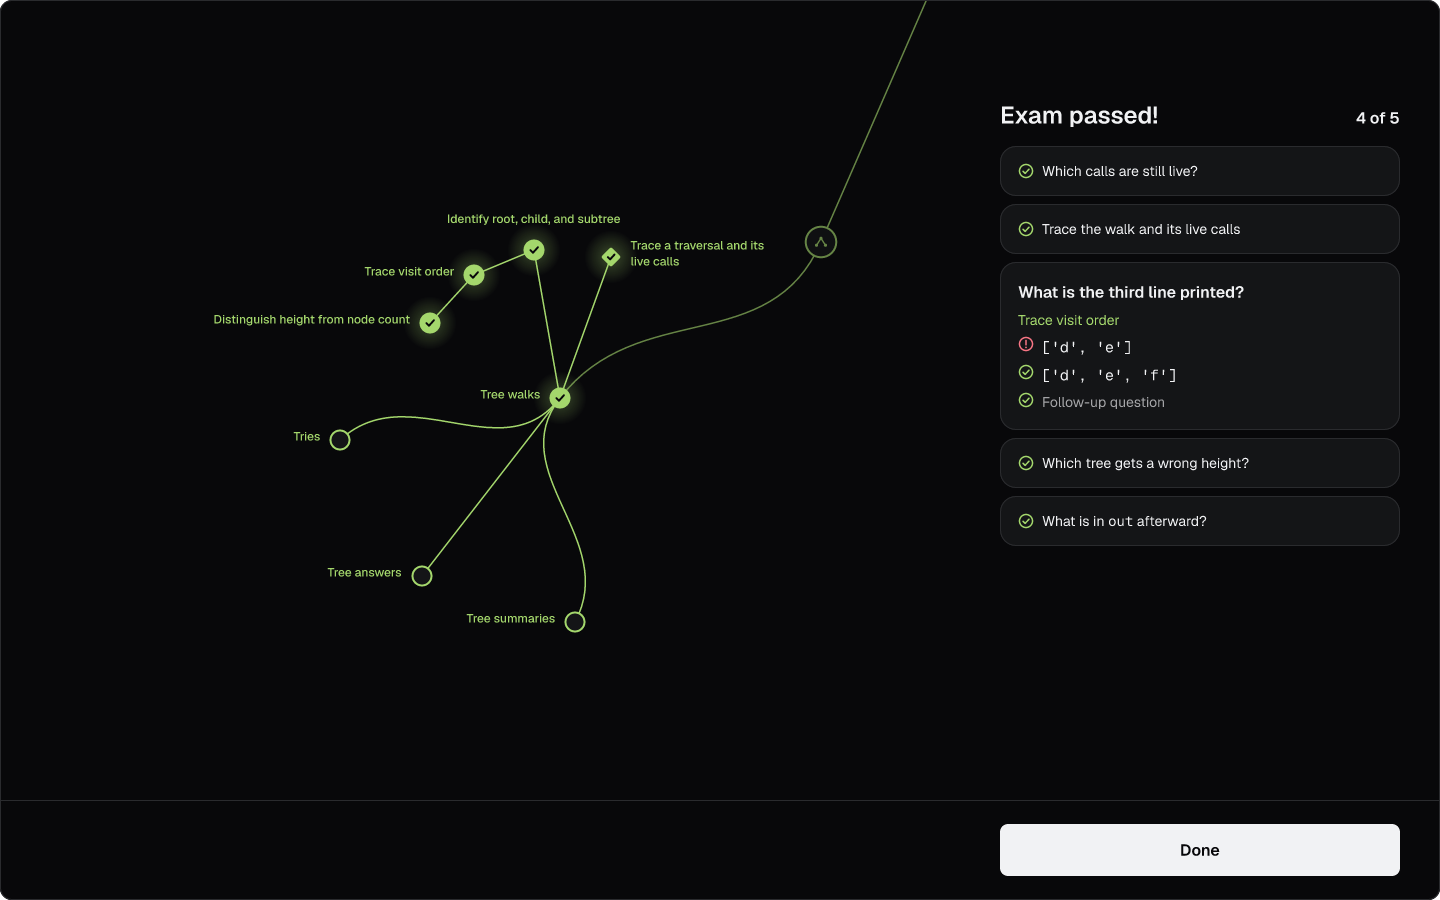 Identify root, child, and subtree
Trace a traversal and its
live calls
Trace visit order
Distinguish height from node count
Tree walks
Tries
Tree answers
Tree summaries
Exam passed!
4 of 5
Which calls are still live?
Trace the walk and its live calls
What is the third line printed?
Trace visit order
['d', 'e']
['d', 'e', 'f']
Follow-up question
Which tree gets a wrong height?
What is in out afterward?
Done